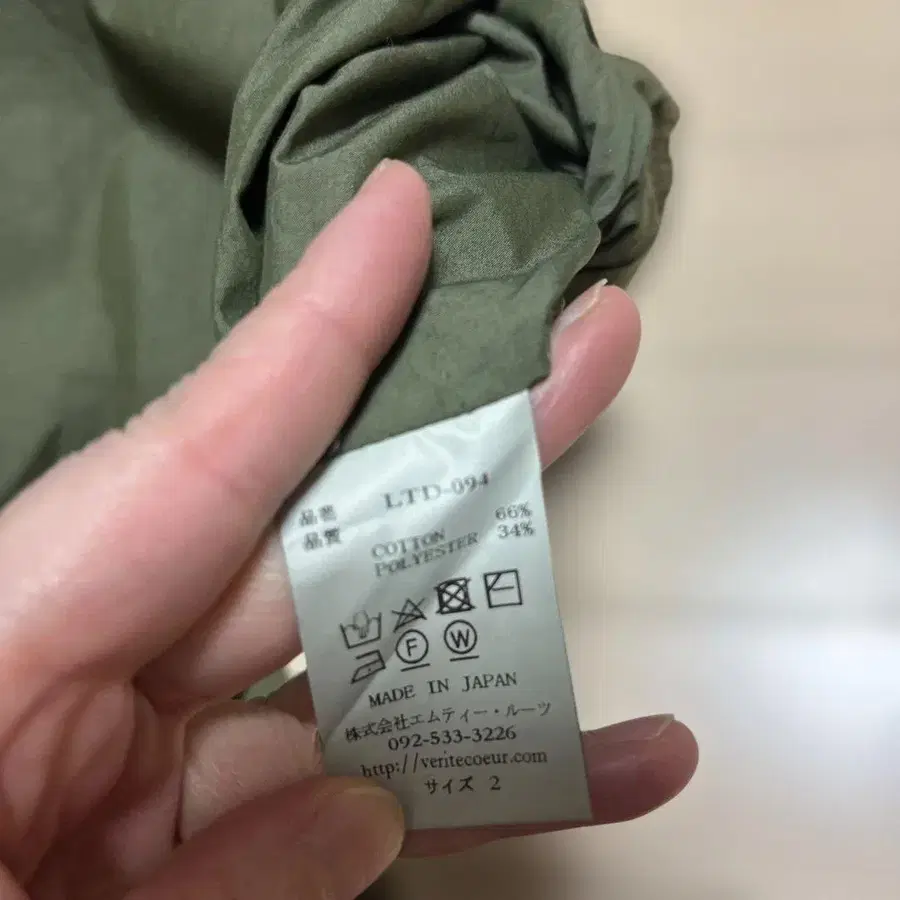 品番 LTD-094
品質 COTTON 66%
POLYESTER 34%
F W
MADE IN JAPAN
株式会社エムティー・ルーツ
092-533-3226
http://veritecoeur.com
サイズ 2